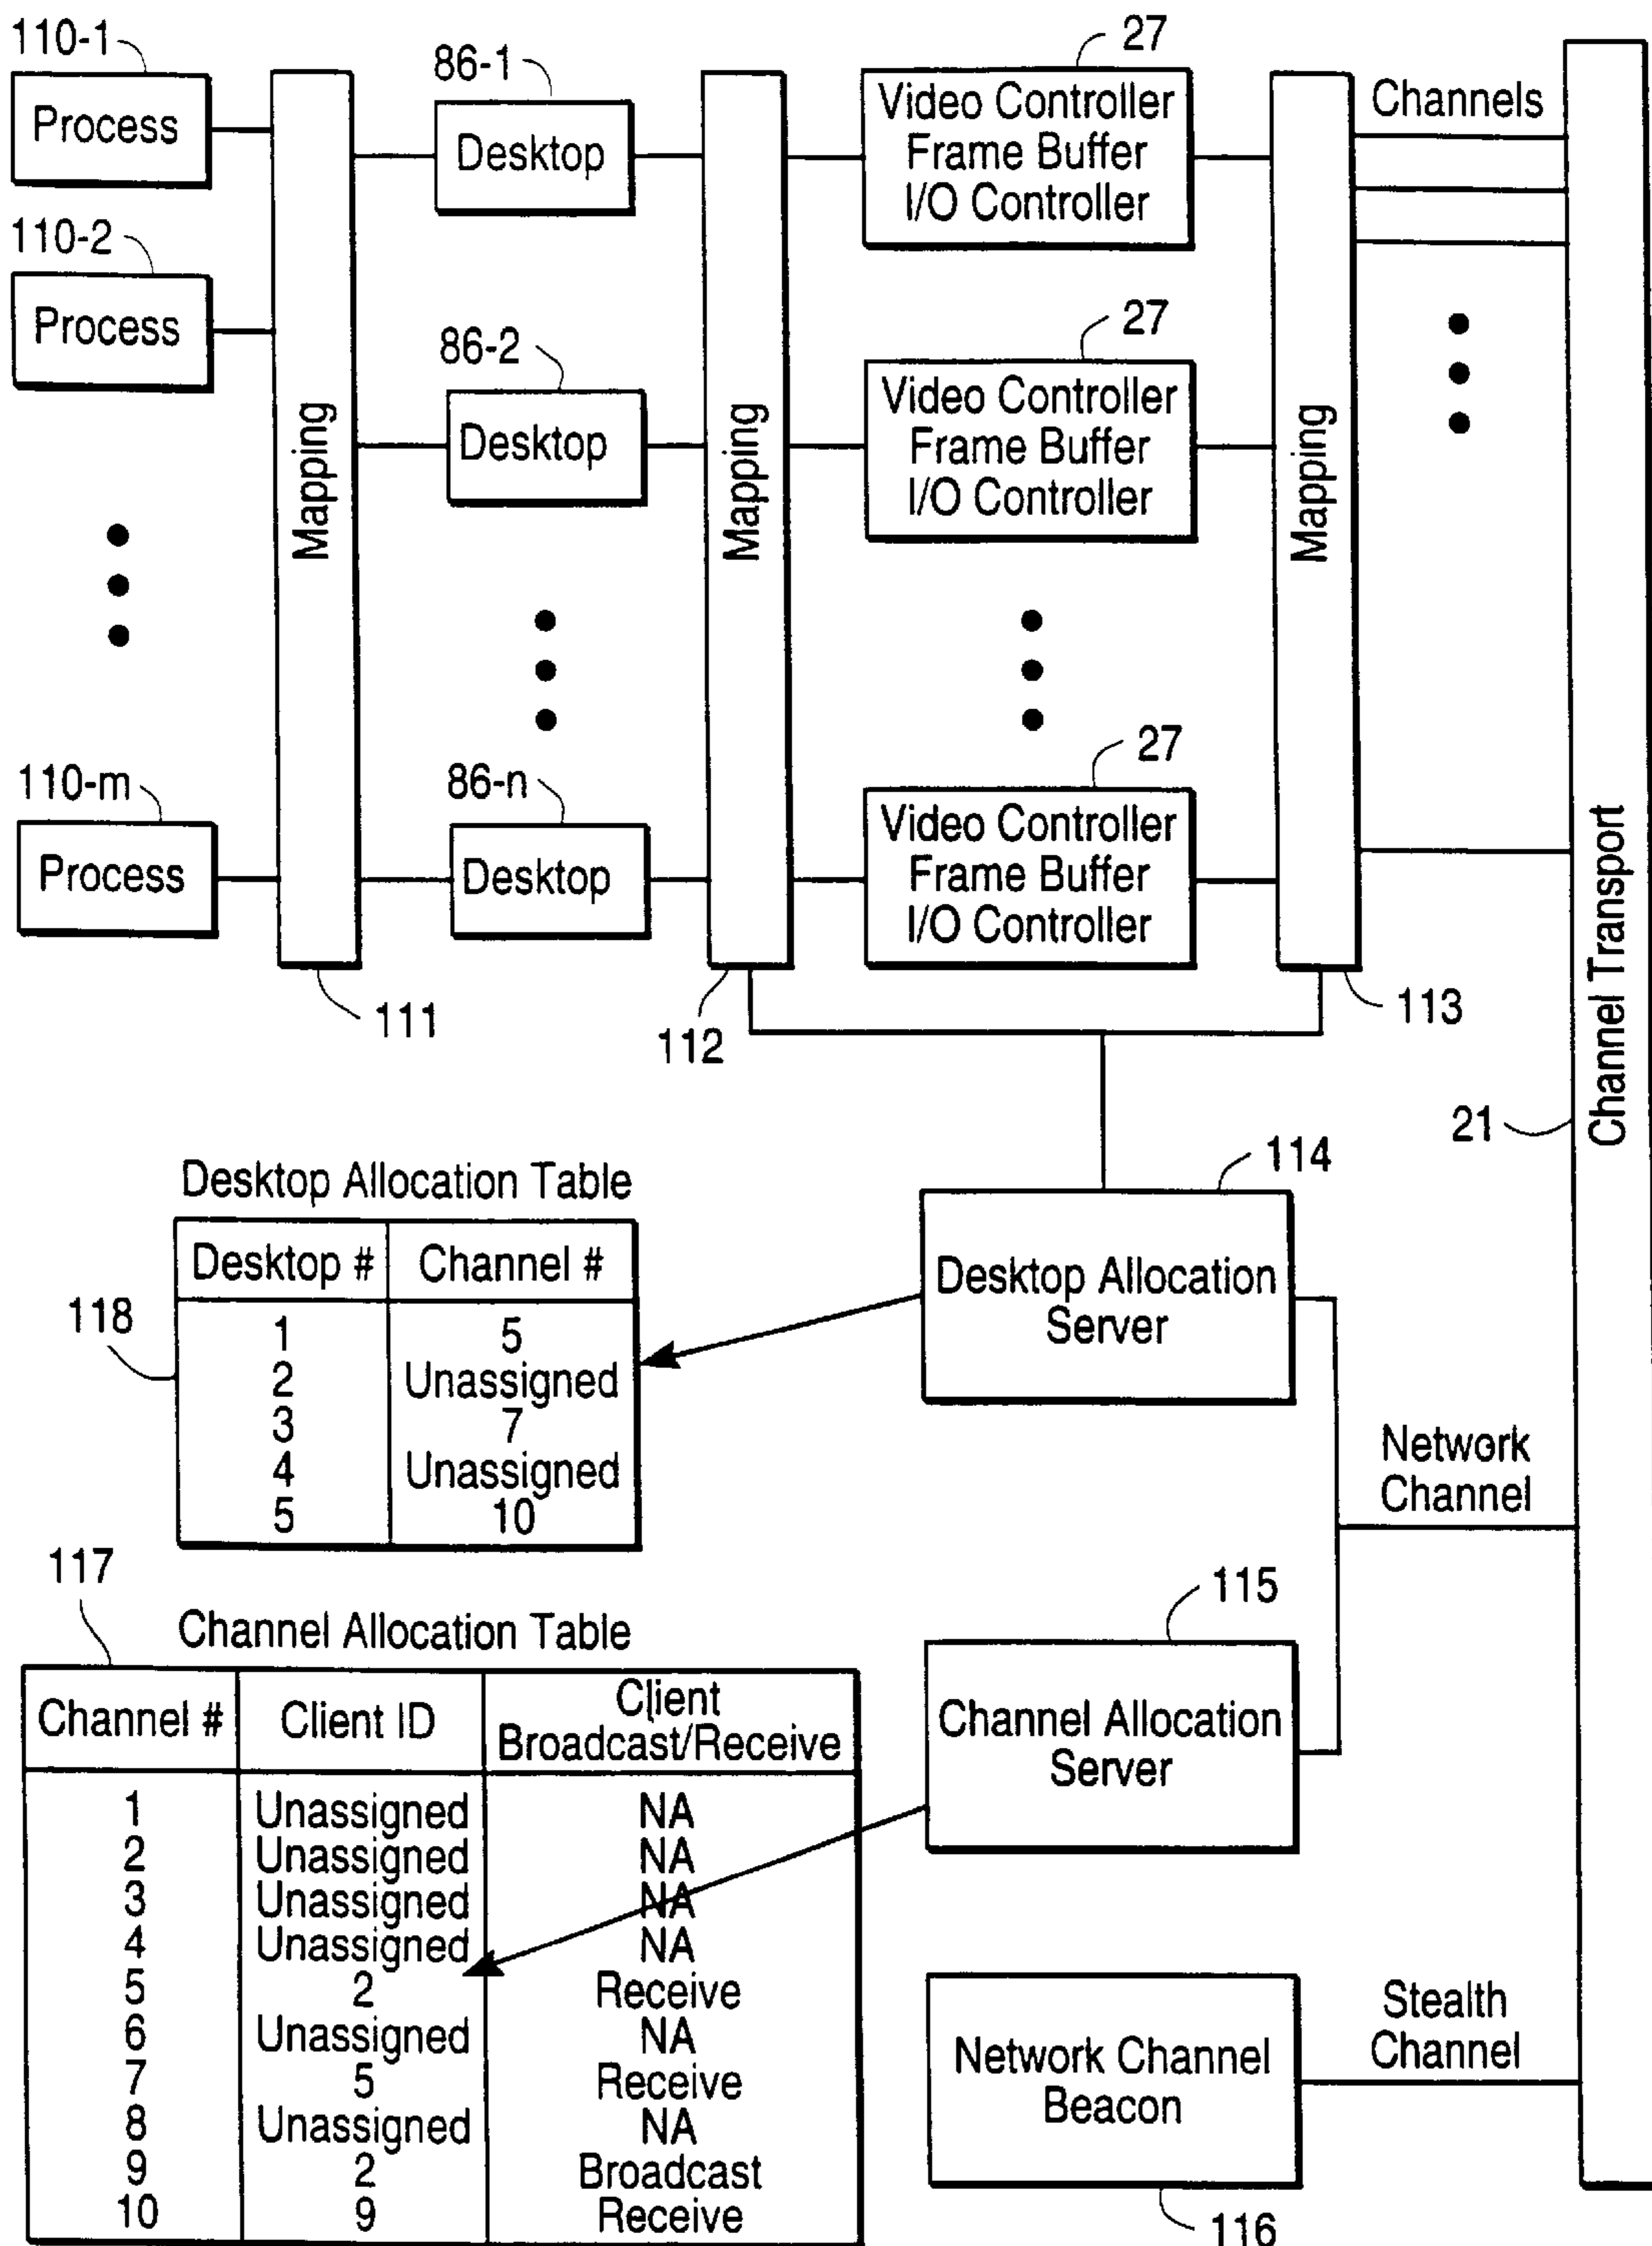 110-1
Process
110-2
Process
110-m
Process
Mapping
111
86-1
Desktop
86-2
Desktop
86-n
Desktop
Mapping
112
27
Video Controller
Frame Buffer
I/O Controller
27
Video Controller
Frame Buffer
I/O Controller
27
Video Controller
Frame Buffer
I/O Controller
Mapping
113
Channels
Channel Transport
21
114
Desktop Allocation
Server
Desktop Allocation Table
Desktop # Channel #
118
1 5
2 Unassigned
3 7
4 Unassigned
5 10
Network
Channel
115
Channel Allocation
Server
117
Channel Allocation Table
Channel # Client ID Client
Broadcast/Receive
1 Unassigned NA
2 Unassigned NA
3 Unassigned NA
4 Unassigned NA
5 2 Receive
6 Unassigned NA
7 5 Receive
8 Unassigned NA
9 2 Broadcast
10 9 Receive
Network Channel
Beacon
116
Stealth
Channel